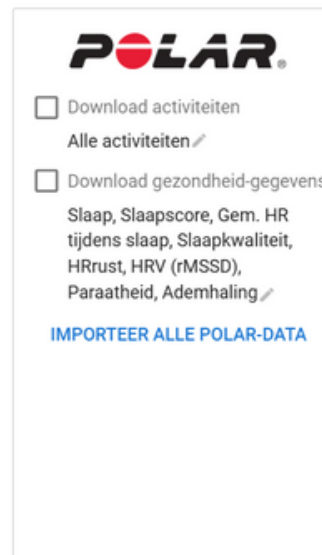 POLAR®
Download activiteiten
Alle activiteiten
Download gezondheid-gegevens
Slaap, Slaapscore, Gem. HR
tijdens slaap, Slaapkwaliteit,
HRrust, HRV (rMSSD),
Paraatheid, Ademhaling
IMPORTEER ALLE POLAR-DATA